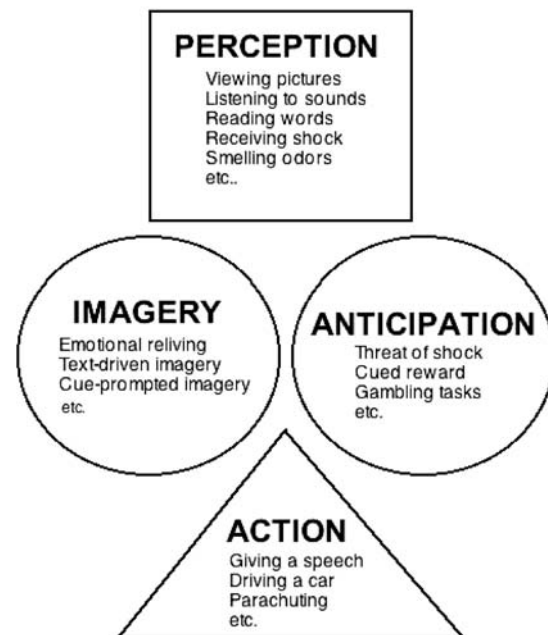 PERCEPTION
Viewing pictures
Listening to sounds
Reading words
Receiving shock
Smelling odors
etc..
IMAGERY
Emotional reliving
Text-driven imagery
Cue-prompted imagery
etc.
ANTICIPATION
Threat of shock
Cued reward
Gambling tasks
etc.
ACTION
Giving a speech
Driving a car
Parachuting
etc.